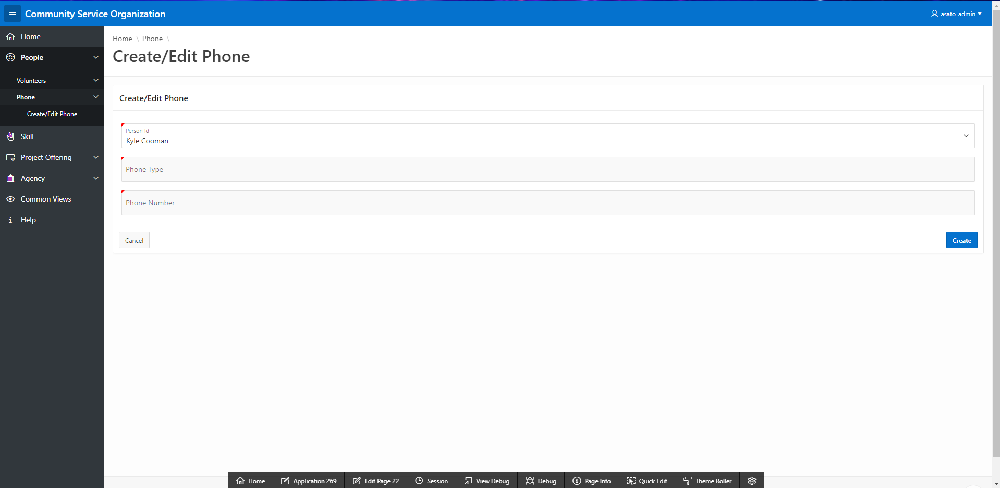 Community Service Organization
asato_admin
Home
People
Volunteers
Phone
Create/Edit Phone
Skill
Project Offering
Agency
Common Views
Help
Home \ Phone \
Create/Edit Phone
Create/Edit Phone
Person Id
Kyle Cooman
Phone Type
Phone Number
Cancel
Create
Home
Application 269
Edit Page 22
Session
View Debug
Debug
Page Info
Quick Edit
Theme Roller